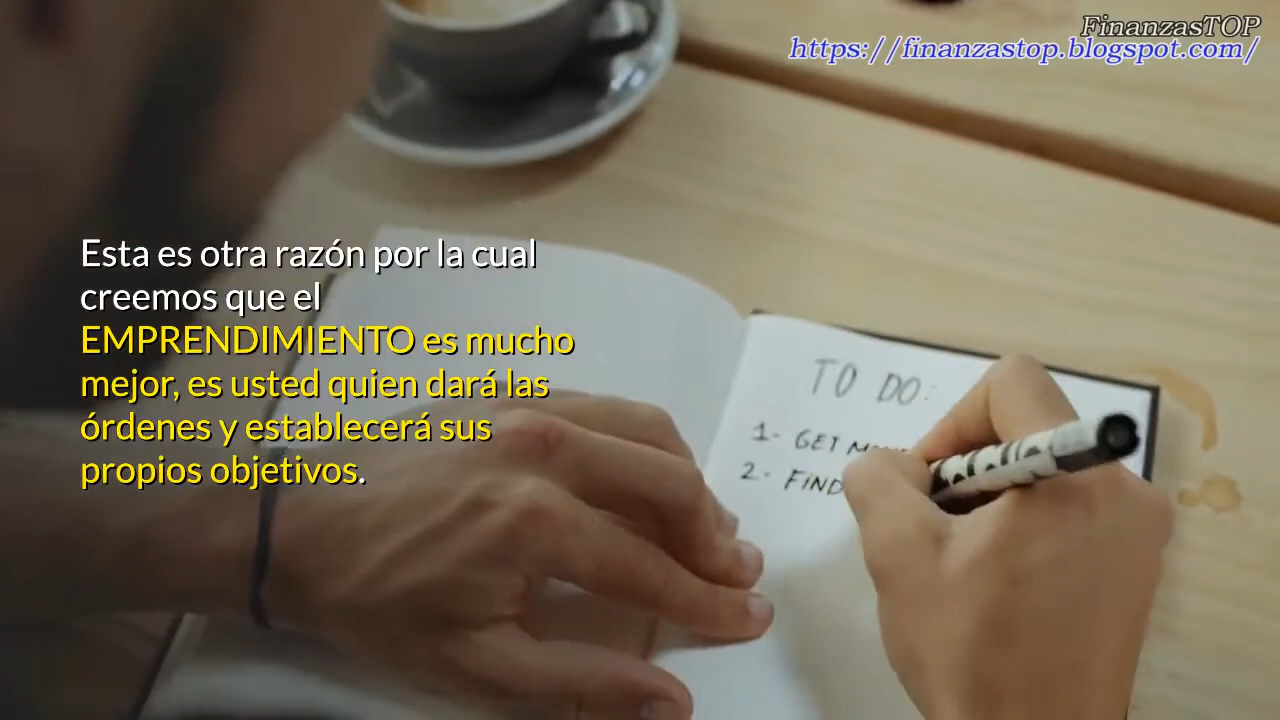 FinanzasTOP
https://finanzastop.blogspot.com/
Esta es otra razón por la cual
creemos que el
EMPRENDIMIENTO es mucho
mejor, es usted quien dará las
órdenes y establecerá sus
propios objetivos.
TO DO:
1- GET
2- FIND